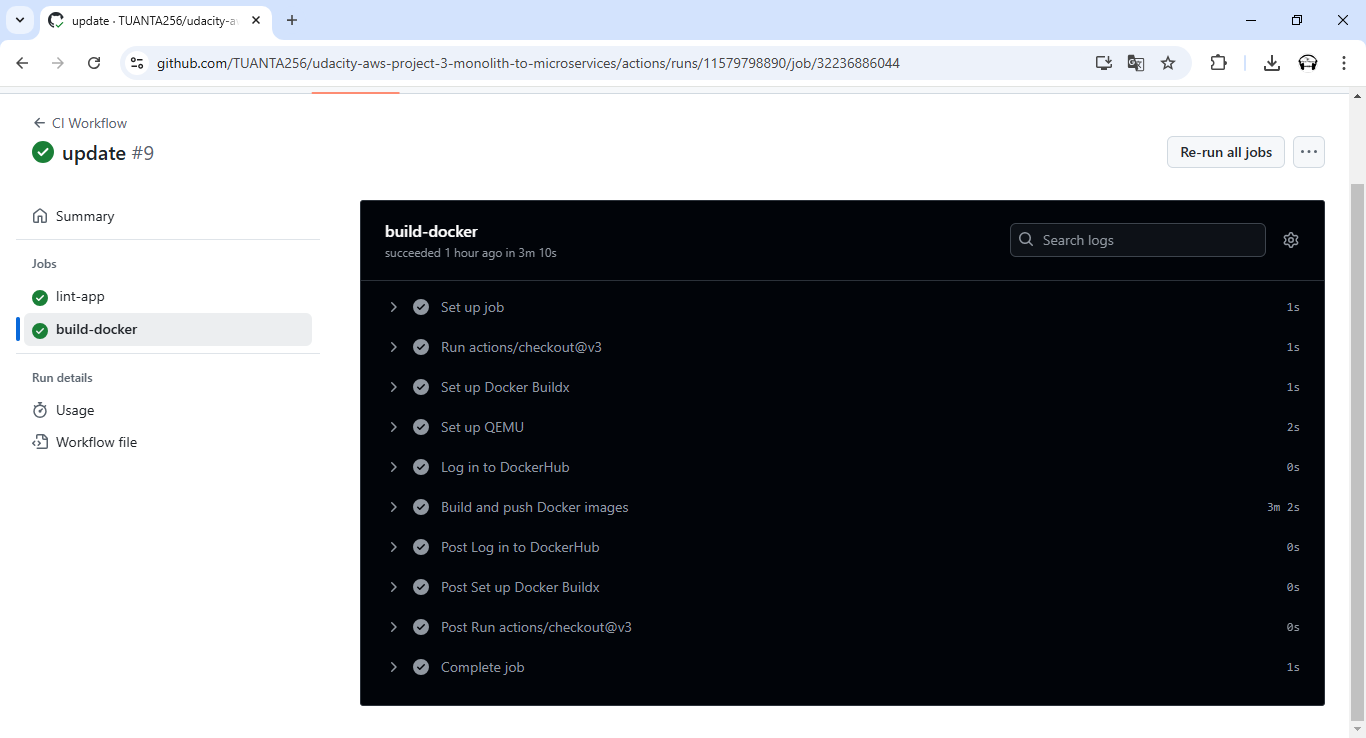 update · TUANTA256/udacity-aw
github.com/TUANTA256/udacity-aws-project-3-monolith-to-microservices/actions/runs/11579798890/job/32236886044
CI Workflow
update #9
Re-run all jobs
Summary
Jobs
lint-app
build-docker
Run details
Usage
Workflow file
build-docker
succeeded 1 hour ago in 3m 10s
Search logs
Set up job 1s
Run actions/checkout@v3 1s
Set up Docker Buildx 1s
Set up QEMU 2s
Log in to DockerHub 0s
Build and push Docker images 3m 2s
Post Log in to DockerHub 0s
Post Set up Docker Buildx 0s
Post Run actions/checkout@v3 0s
Complete job 1s